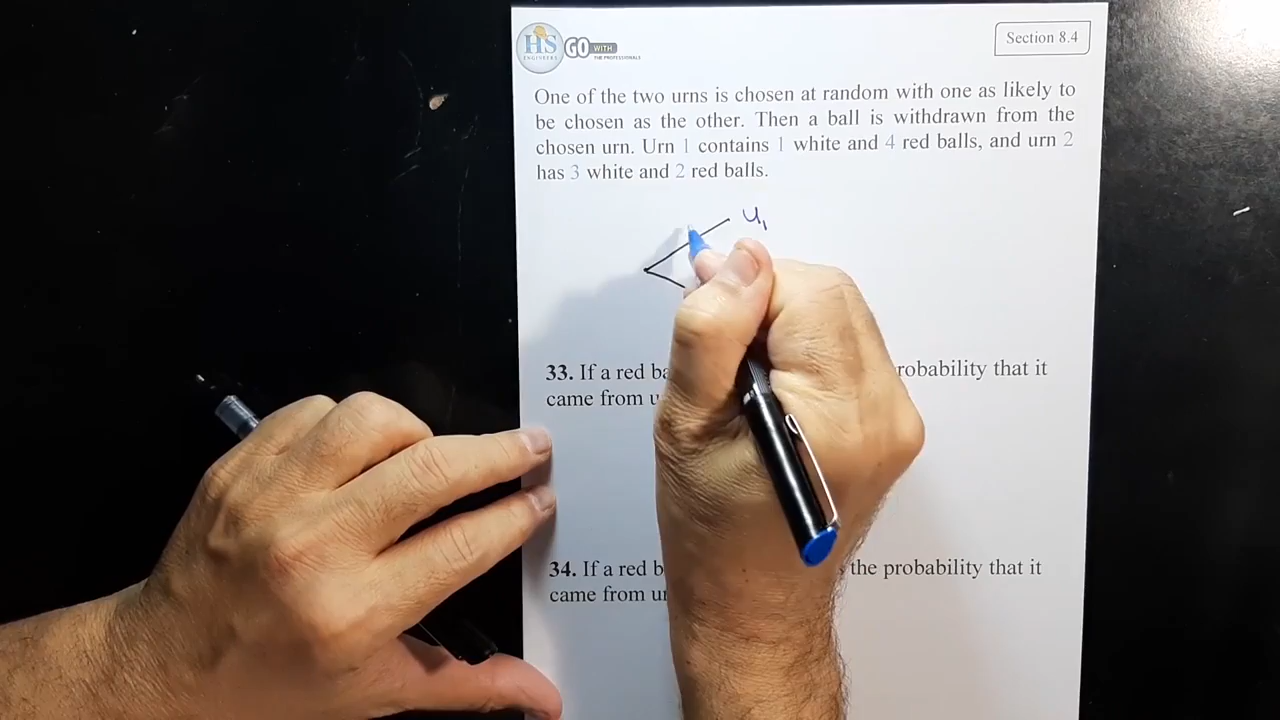 HS
ENGINEERS
GO WITH
THE PROFESSIONALS
Section 8.4
One of the two urns is chosen at random with one as likely to
be chosen as the other. Then a ball is withdrawn from the
chosen urn. Urn 1 contains 1 white and 4 red balls, and urn 2
has 3 white and 2 red balls.
U₁
33. If a red robability that it
came from
34. If a red the probability that it
came from